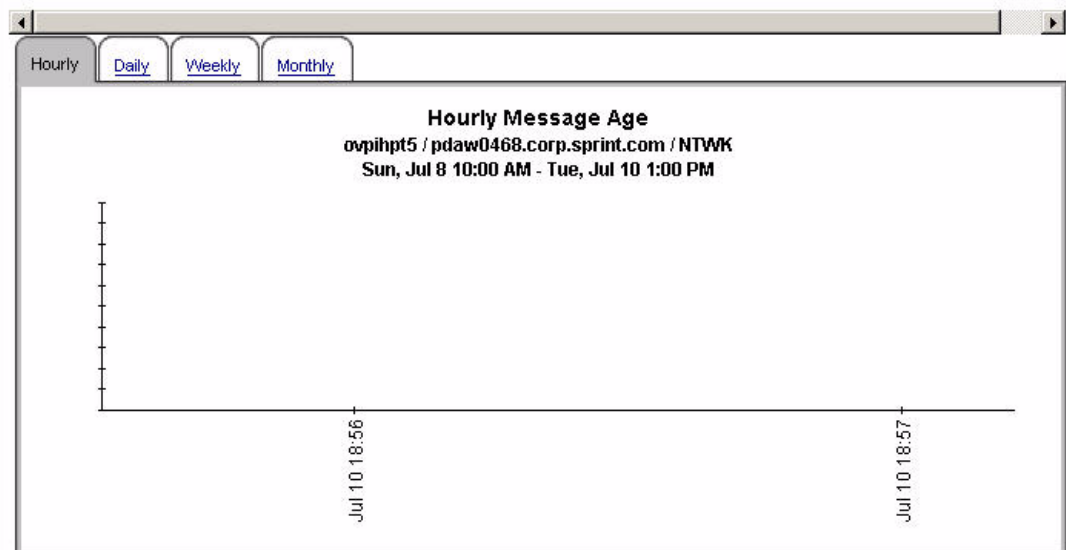 Hourly Daily Weekly Monthly
Hourly Message Age
ovpihpt5 / pdaw0468.corp.sprint.com / NTWK
Sun, Jul 8 10:00 AM - Tue, Jul 10 1:00 PM
Jul 10 18:56
Jul 10 18:57